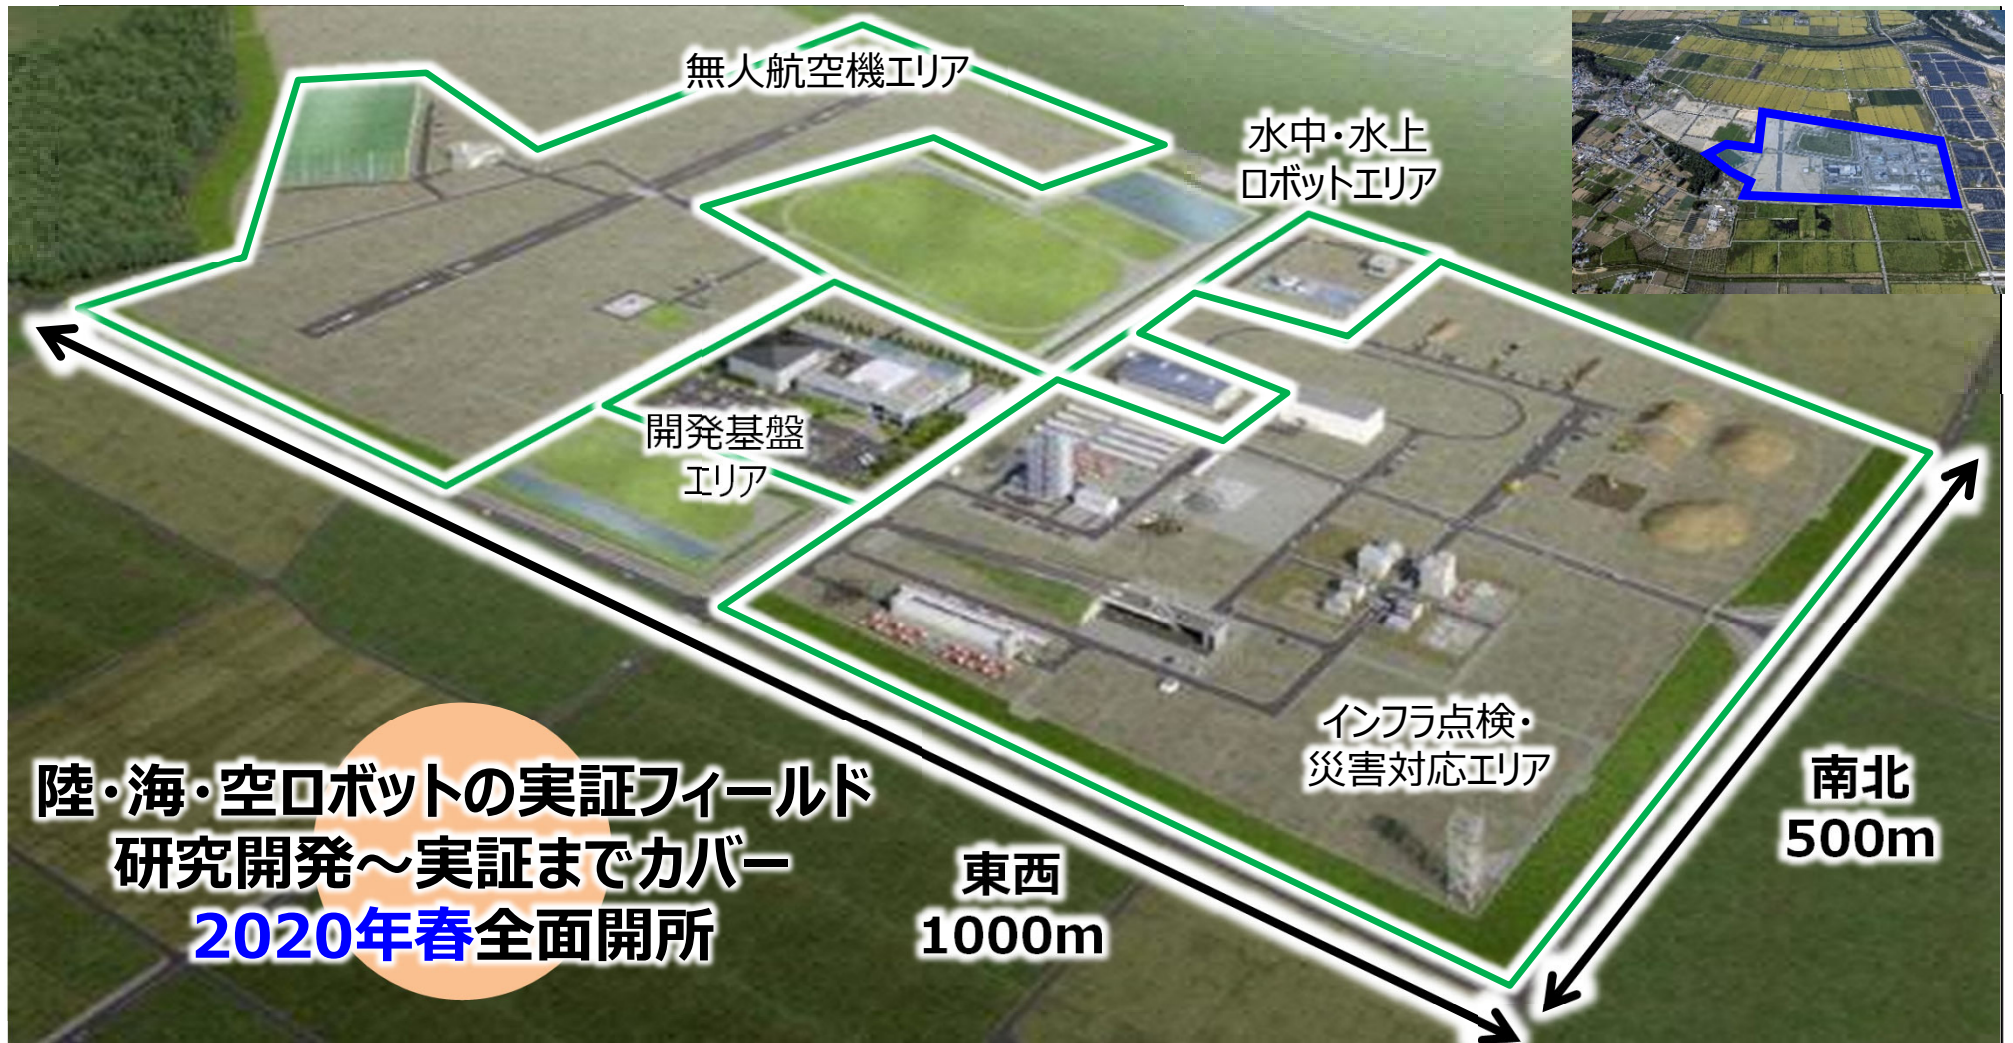 無人航空機エリア
水中・水上
ロボットエリア
開発基盤
エリア
インフラ点検・
災害対応エリア
南北
500m
東西
1000m
陸・海・空ロボットの実証フィールド
研究開発～実証までカバー
2020年春全面開所